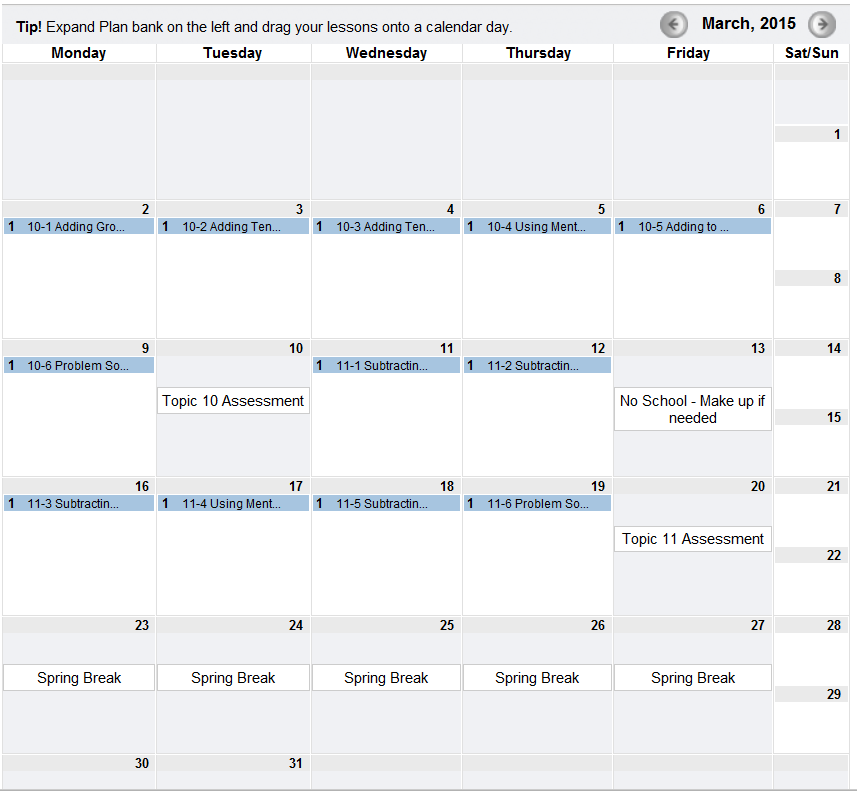 Tip! Expand Plan bank on the left and drag your lessons onto a calendar day.
March, 2015
Monday Tuesday Wednesday Thursday Friday Sat/Sun
1
2 3 4 5 6 7
1 10-1 Adding Gro... 1 10-2 Adding Ten... 1 10-3 Adding Ten... 1 10-4 Using Ment... 1 10-5 Adding to ...
8
9 10 11 12 13 14
1 10-6 Problem So... 1 11-1 Subtractin... 1 11-2 Subtractin...
Topic 10 Assessment No School - Make up if
needed 15
16 17 18 19 20 21
1 11-3 Subtractin... 1 11-4 Using Ment... 1 11-5 Subtractin... 1 11-6 Problem So...
Topic 11 Assessment
22
23 24 25 26 27 28
Spring Break Spring Break Spring Break Spring Break Spring Break
29
30 31